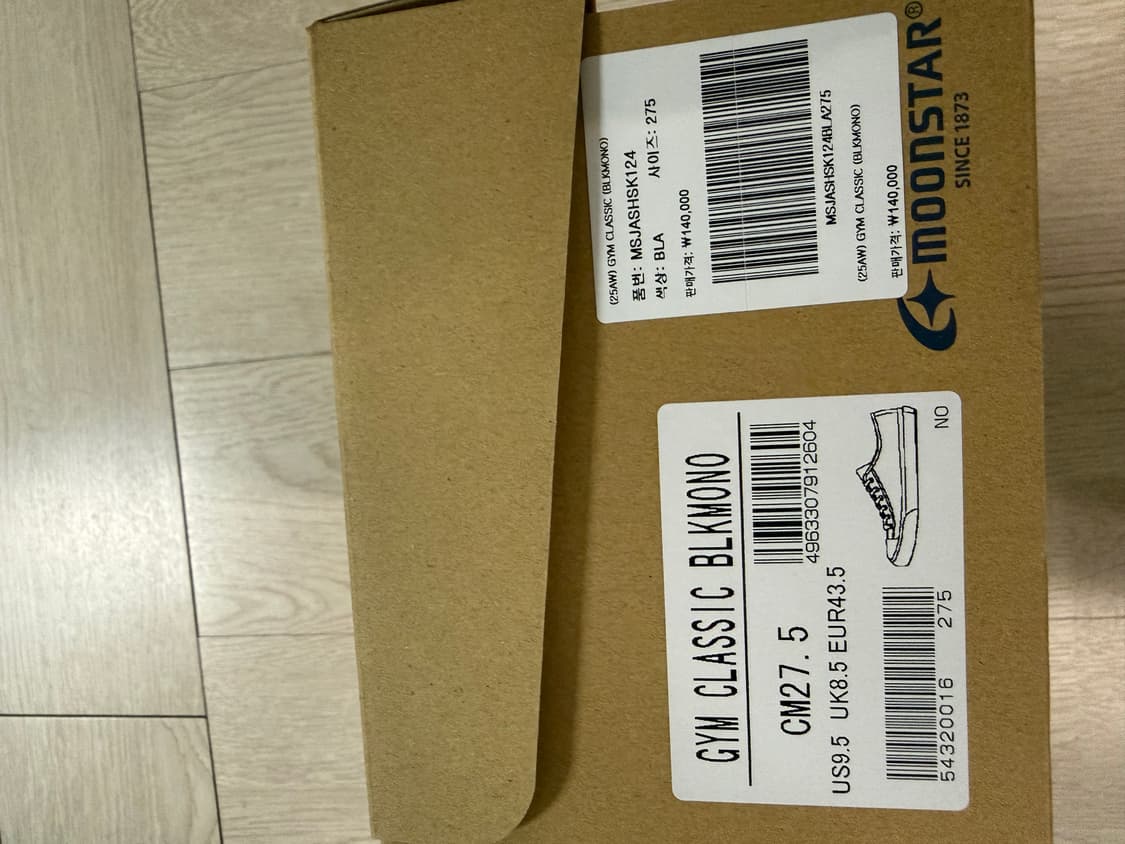 (25AW) GYM CLASSIC (BLKMONO)
품번: MSJASHSK124
색상: BLA 사이즈: 275
판매가격: ₩140,000
MSJASHSK124BLA275
(25AW) GYM CLASSIC (BLKMONO)
판매가격: ₩140,000
MOONSTAR®
SINCE 1873
GYM CLASSIC BLKMONO
CM27.5
4963307912604
US9.5 UK8.5 EUR43.5
54320016 275
NO